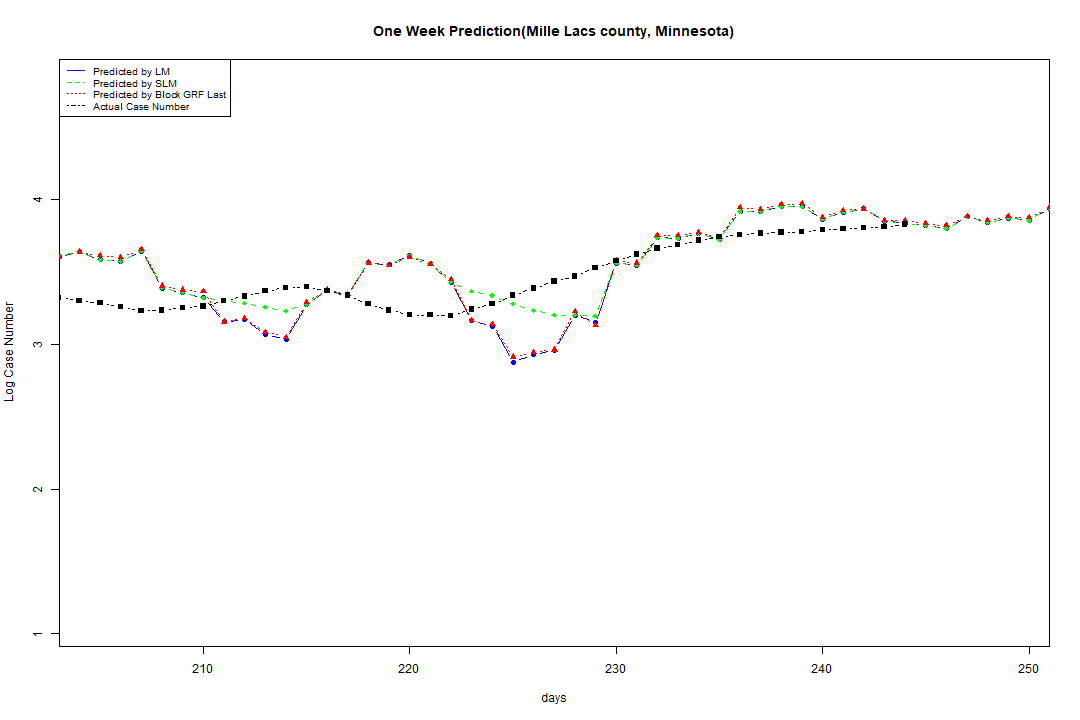 One Week Prediction(Mille Lacs county, Minnesota)
Predicted by LM
Predicted by SLM
Predicted by Block GRF Last
Actual Case Number
4
3
2
1
Log Case Number
210 220 230 240 250
days